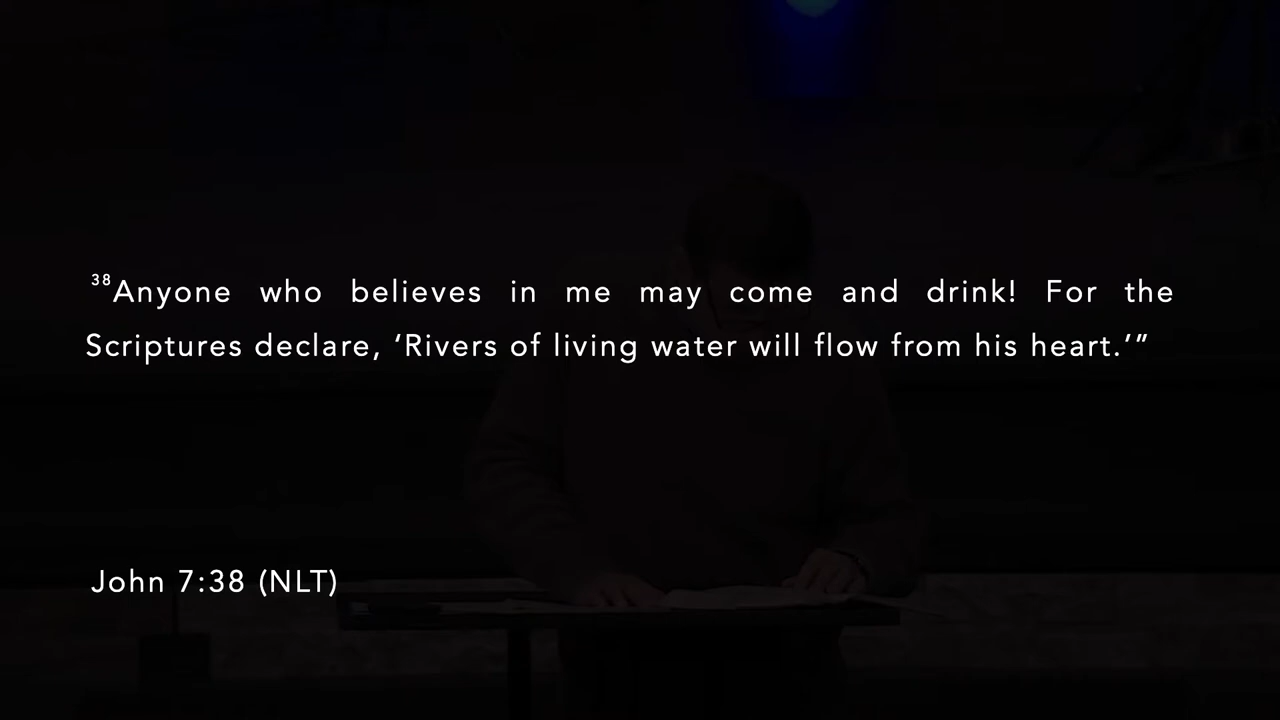 38Anyone who believes in me may come and drink! For the
Scriptures declare, ‘Rivers of living water will flow from his heart.’”
John 7:38 (NLT)